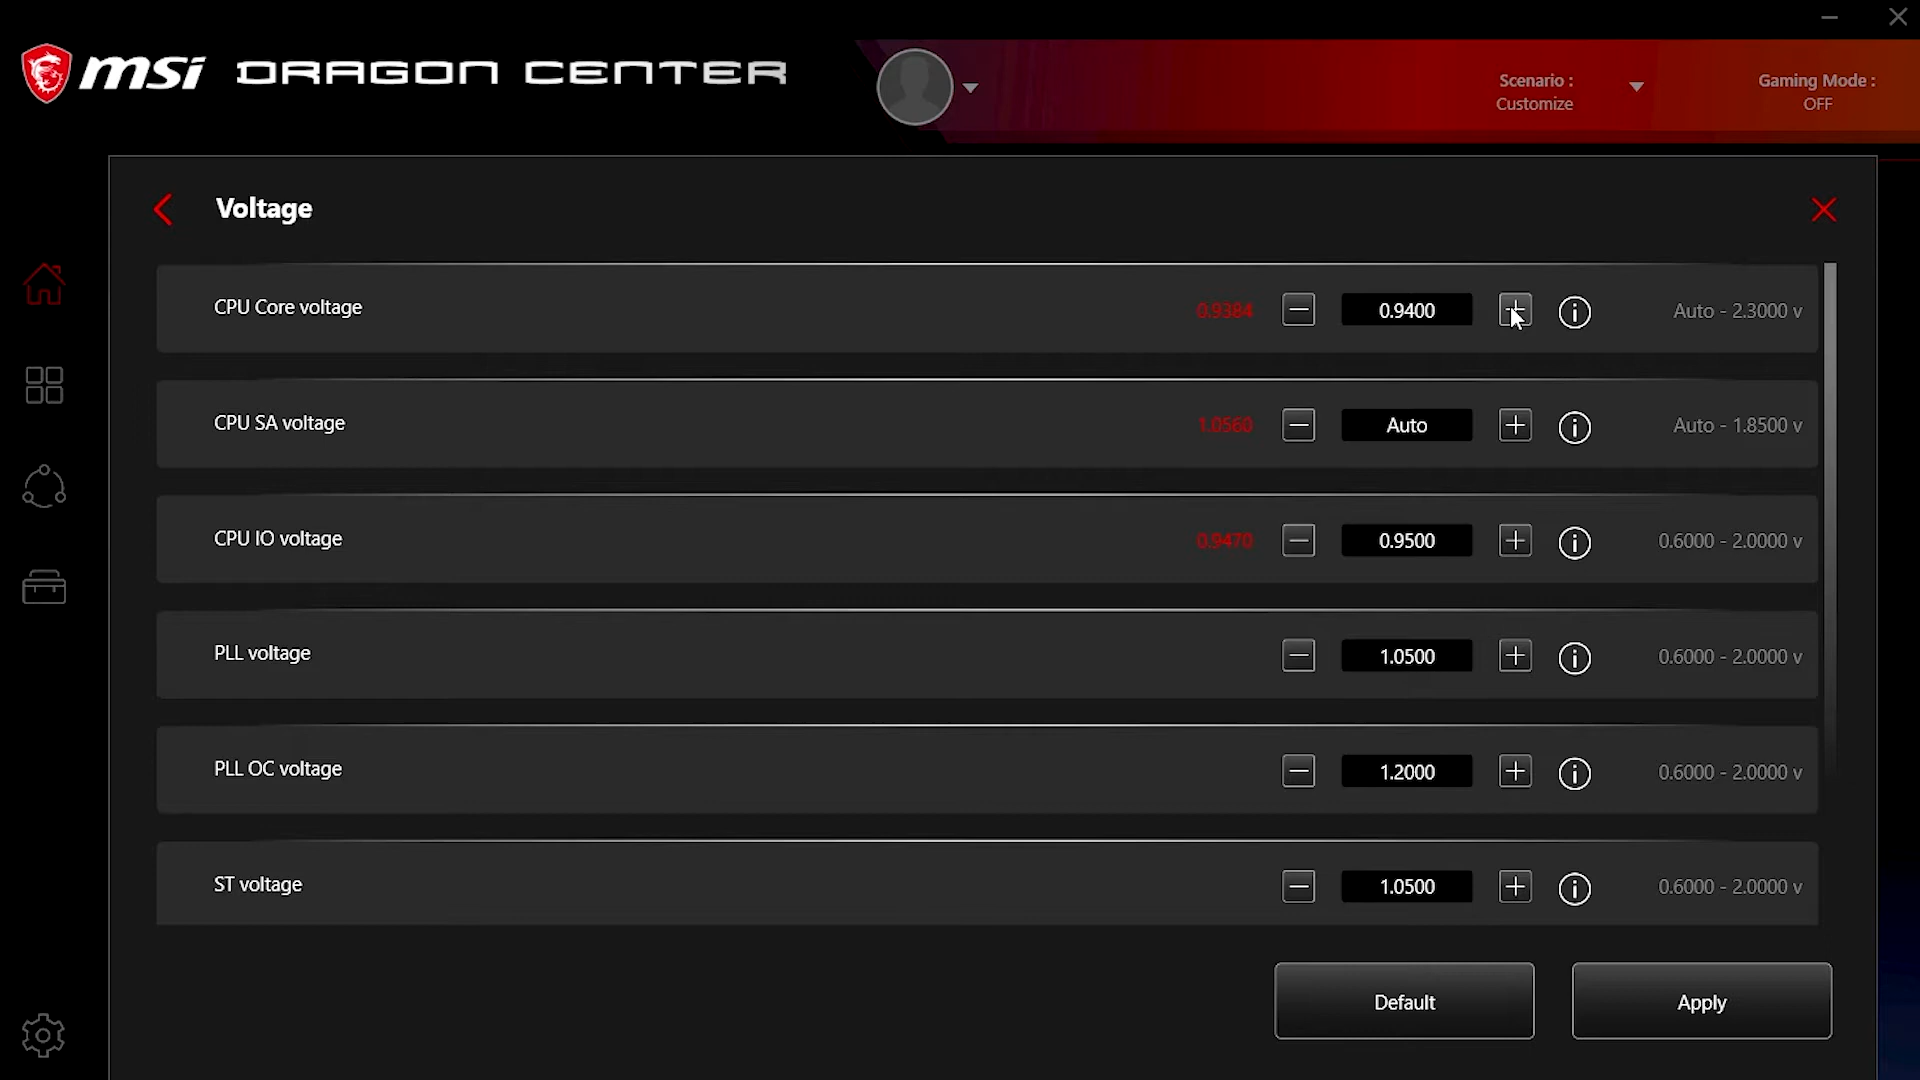 msi DRAGON CENTER
Scenario :
Customize
Gaming Mode :
OFF
Voltage
CPU Core voltage 0.9384 0.9400 Auto - 2.3000 v
CPU SA voltage 1.0560 Auto Auto - 1.8500 v
CPU IO voltage 0.9470 0.9500 0.6000 - 2.0000 v
PLL voltage 1.0500 0.6000 - 2.0000 v
PLL OC voltage 1.2000 0.6000 - 2.0000 v
ST voltage 1.0500 0.6000 - 2.0000 v
Default Apply